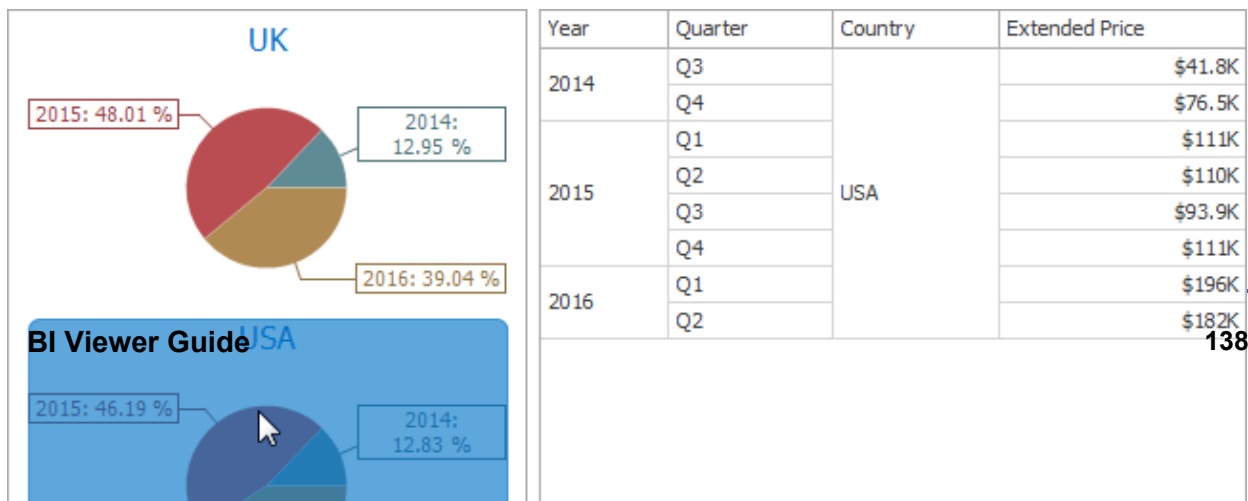 UK
2015: 48.01 %
2014:
12.95 %
2016: 39.04 %
USA
2015: 46.19 %
2014:
12.83 %
Year Quarter Country Extended Price
2014 Q3 USA $41.8K
Q4 $76.5K
2015 Q1 $111K
Q2 $110K
Q3 $93.9K
Q4 $111K
2016 Q1 $196K
Q2 $182K
BI Viewer Guide 138